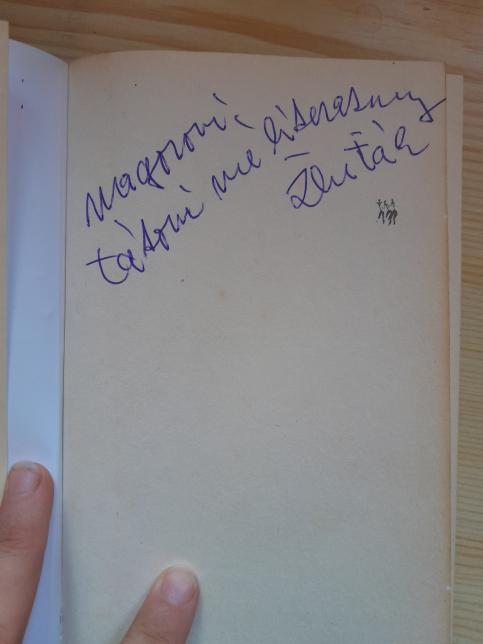 magorovi,
tátovi mé literatury
Žluťák